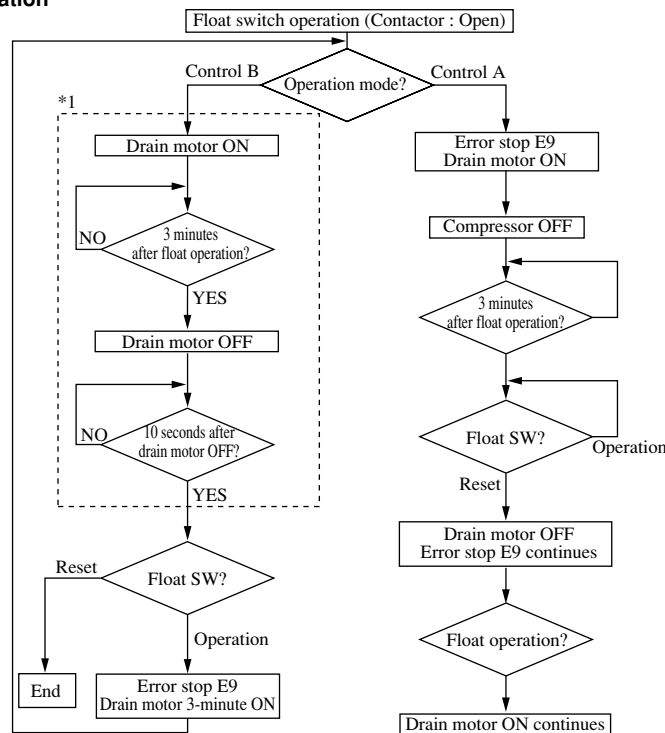 ation
Float switch operation (Contactor : Open)
Control B
Operation mode?
Control A
*1
Drain motor ON
NO
3 minutes
after float operation?
YES
Drain motor OFF
NO
10 seconds after
drain motor OFF?
YES
Reset
Float SW?
Operation
End
Error stop E9
Drain motor 3-minute ON
Error stop E9
Drain motor ON
Compressor OFF
3 minutes
after float operation?
Float SW?
Operation
Reset
Drain motor OFF
Error stop E9 continues
Float operation?
Drain motor ON continues